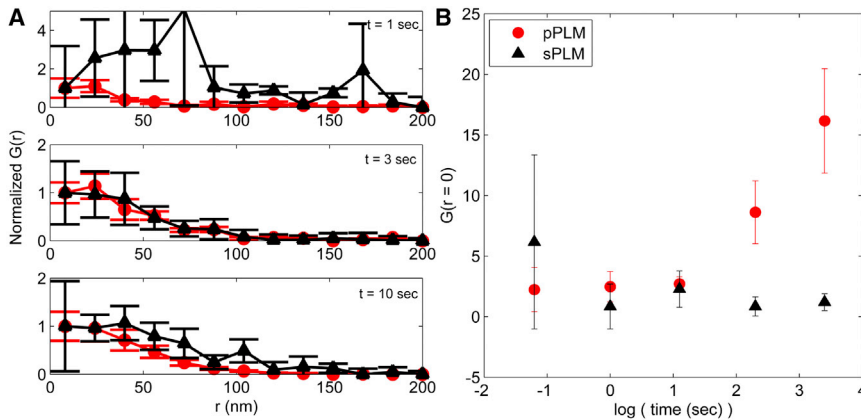 A
B
Normalized G(r)
t = 1 sec
4
2
0
0 50 100 150 200
t = 3 sec
2
1
0
0 50 100 150 200
t = 10 sec
2
1
0
0 50 100 150 200
r (nm)
pPLM
sPLM
G(r = 0)
25
20
15
10
5
0
-5
-2 -1 0 1 2 3 4
log ( time (sec) )